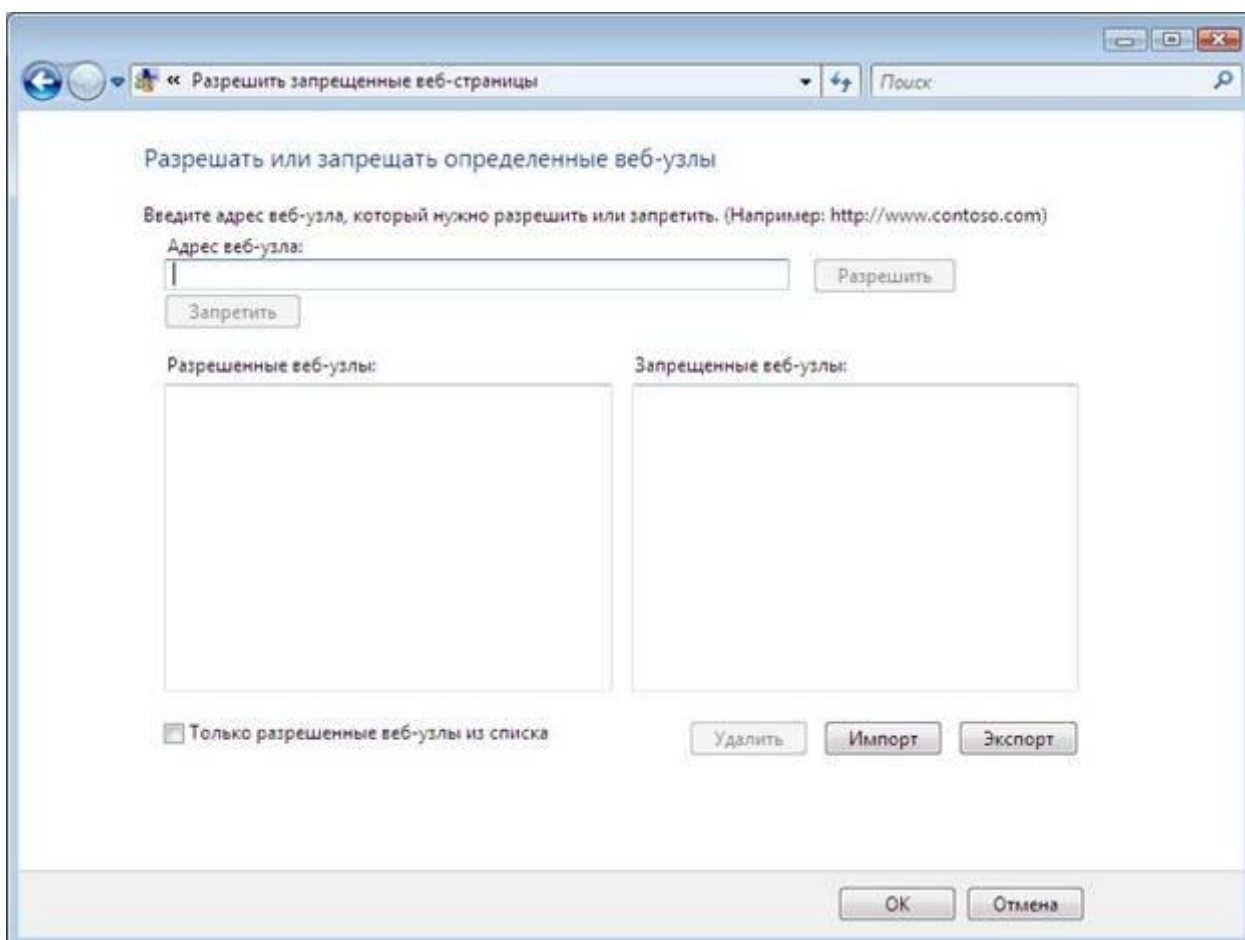 « Разрешить запрещенные веб-страницы
Поиск
Разрешать или запрещать определенные веб-узлы
Введите адрес веб-узла, который нужно разрешить или запретить. (Например: http://www.contoso.com)
Адрес веб-узла:
Разрешить
Запретить
Разрешенные веб-узлы: Запрещенные веб-узлы:
Только разрешенные веб-узлы из списка Удалить Импорт Экспорт
OK Отмена